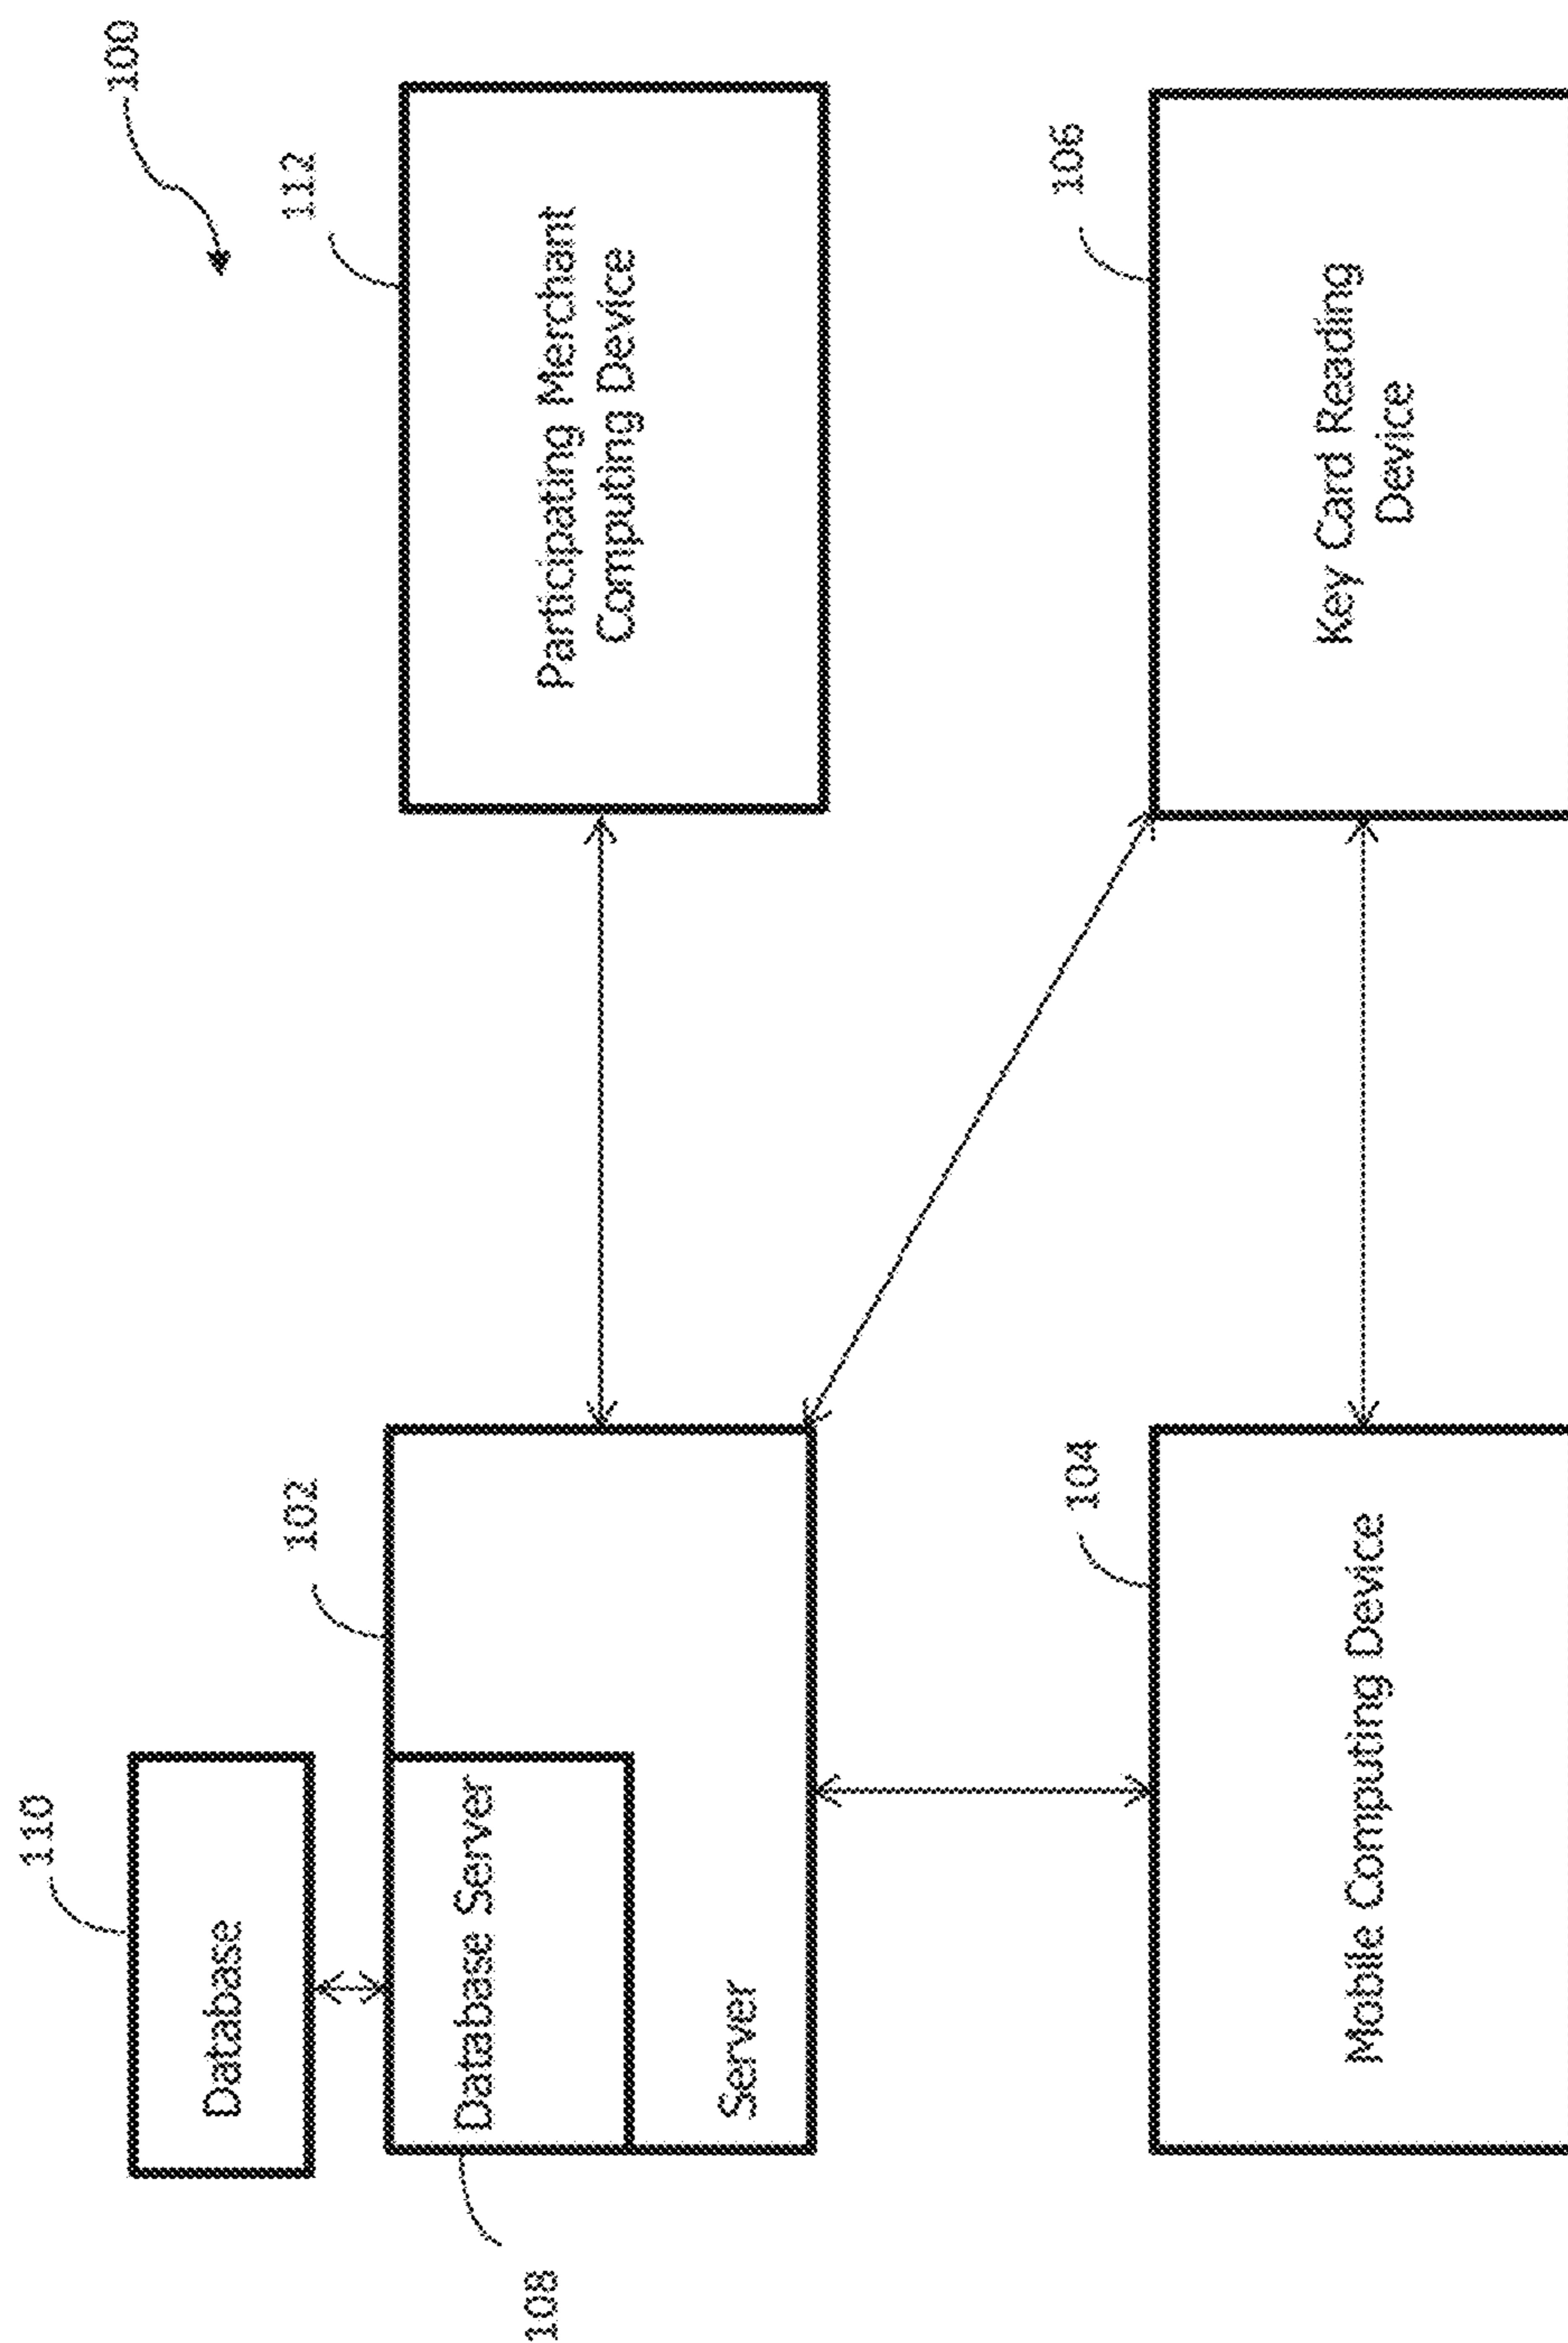 100
110
Database
102
112
Database Server
Participating Merchant
Computing Device
108
Server
104
106
Mobile Computing Device
Key Card Reading
Device